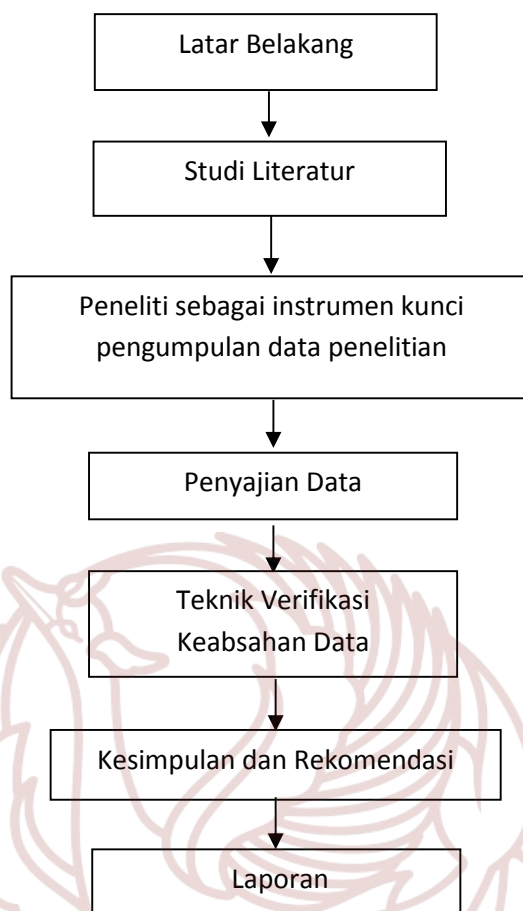 Latar Belakang
Studi Literatur
Peneliti sebagai instrumen kunci
pengumpulan data penelitian
Penyajian Data
Teknik Verifikasi
Keabsahan Data
Kesimpulan dan Rekomendasi
Laporan